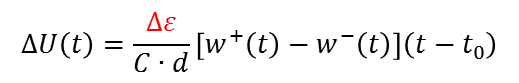 ΔU(t) = Δε / (C · d) [w⁺(t) − w⁻(t)](t − t₀)